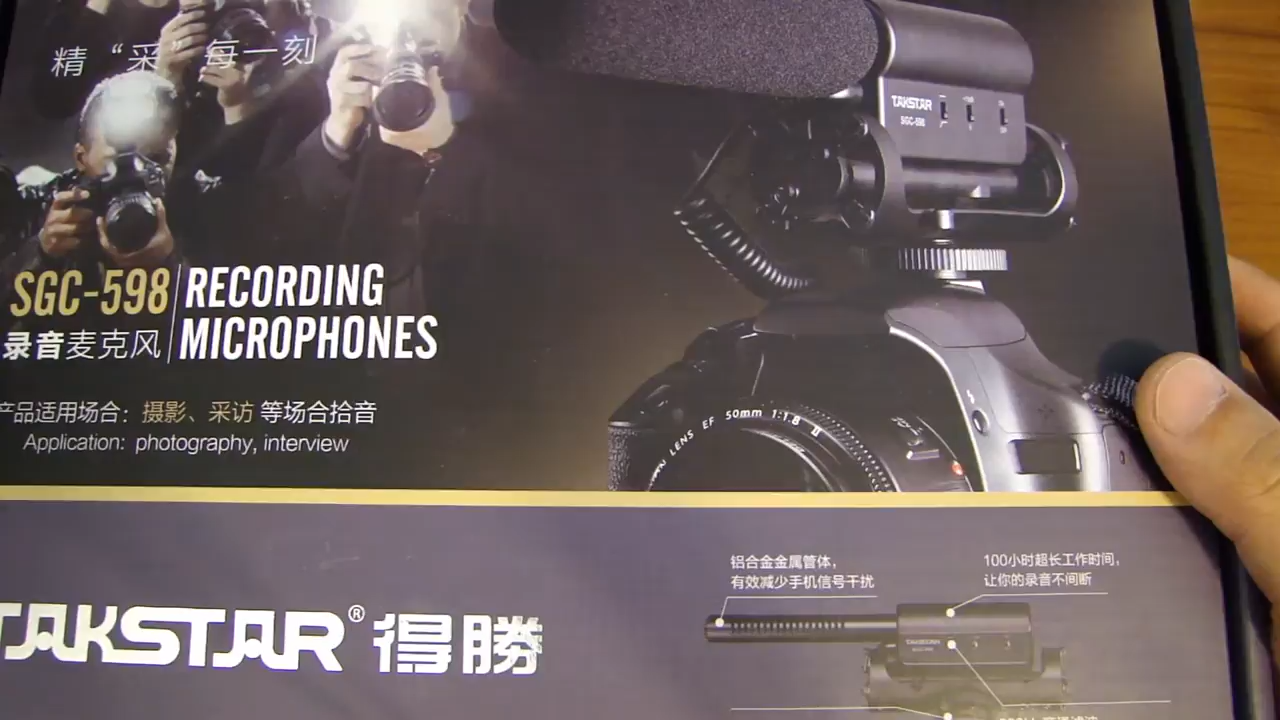 精“采”每一刻
TAKSTAR
SGC-598
SGC-598
录音麦克风
RECORDING
MICROPHONES
产品适用场合：摄影、采访 等场合拾音
Application: photography, interview
LENS EF 50mm 1:1.8 II
TAKSTAR® 得勝
铝合金金属管体，
有效减少手机信号干扰
100小时超长工作时间，
让你的录音不间断